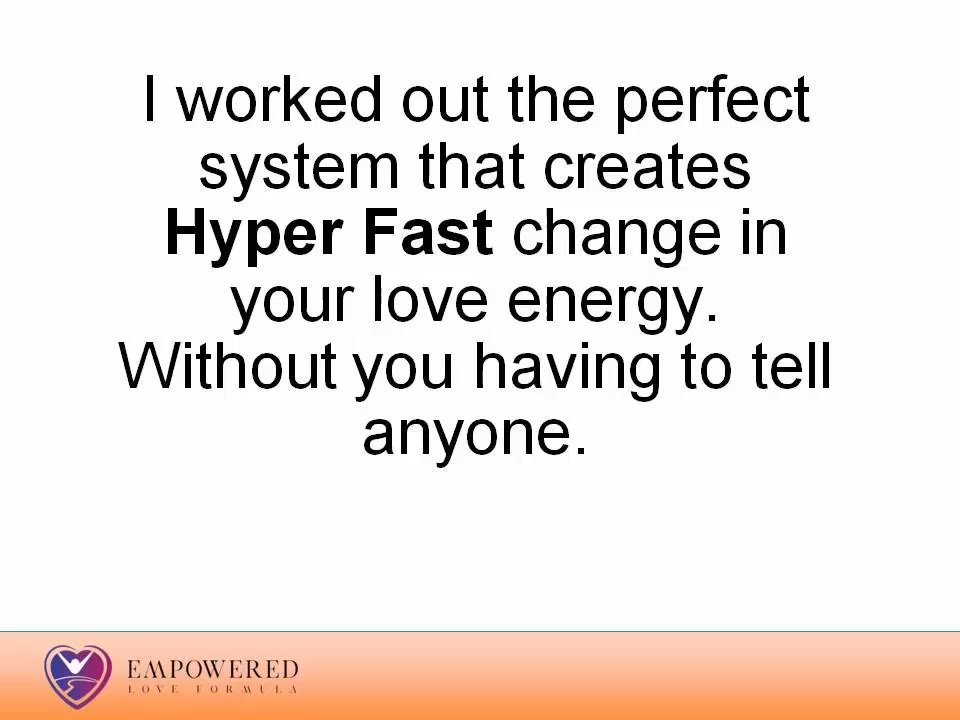 I worked out the perfect
system that creates
Hyper Fast change in
your love energy.
Without you having to tell
anyone.
EMPOWERED
LOVE FORMULA